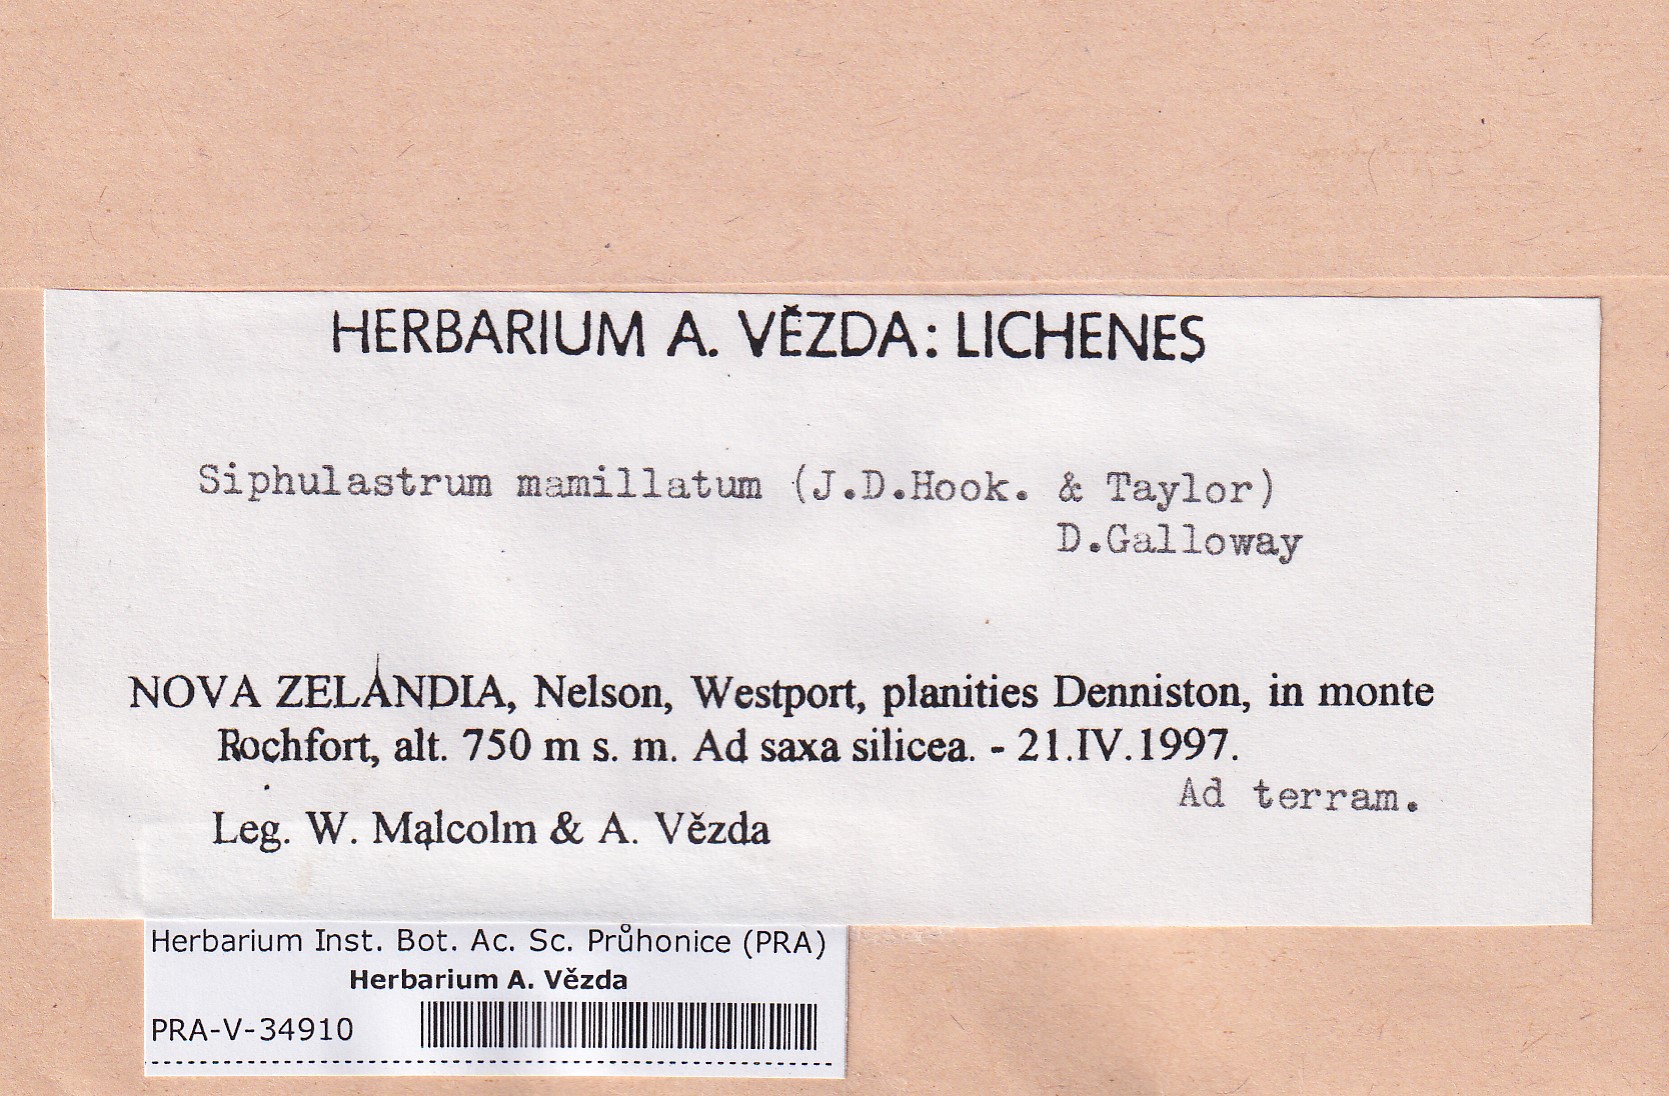 HERBARIUM A. VĚZDA: LICHENES
Siphulastrum mamillatum (J.D.Hook. & Taylor)
D.Galloway
NOVA ZELANDIA, Nelson, Westport, planities Denniston, in monte
Rochfort, alt. 750 m s. m. Ad saxa silicea. - 21.IV.1997.
Ad terram.
Leg. W. Malcolm & A. Vězda
Herbarium Inst. Bot. Ac. Sc. Průhonice (PRA)
Herbarium A. Vězda
PRA-V-34910